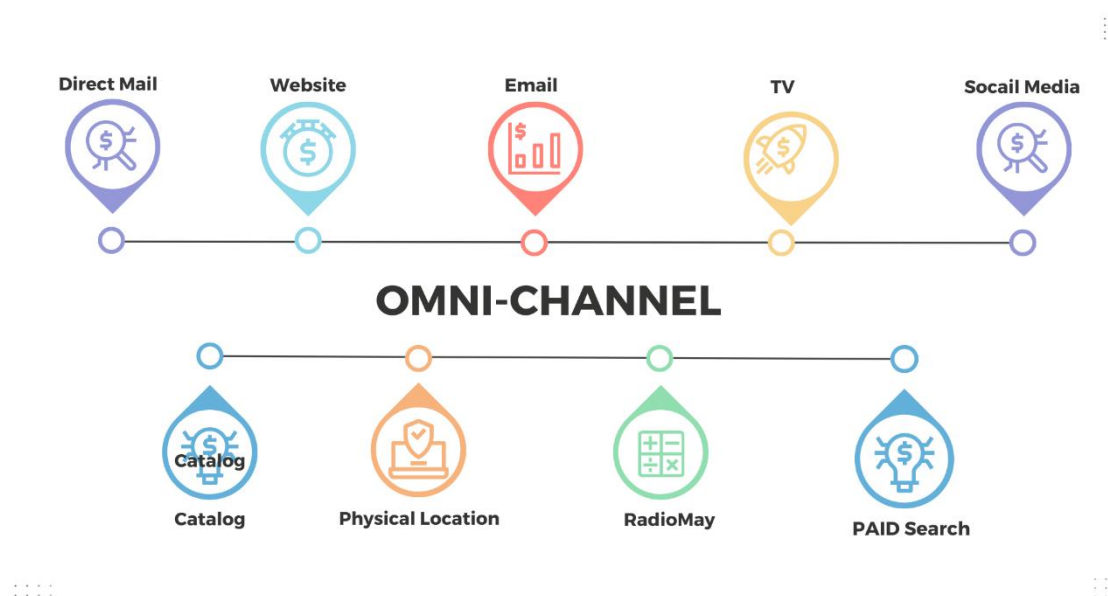 Direct Mail
Website
Email
TV
Socail Media
$
$
$
$
$
OMNI-CHANNEL
$
Catalog
$
Catalog
Physical Location
RadioMay
PAID Search